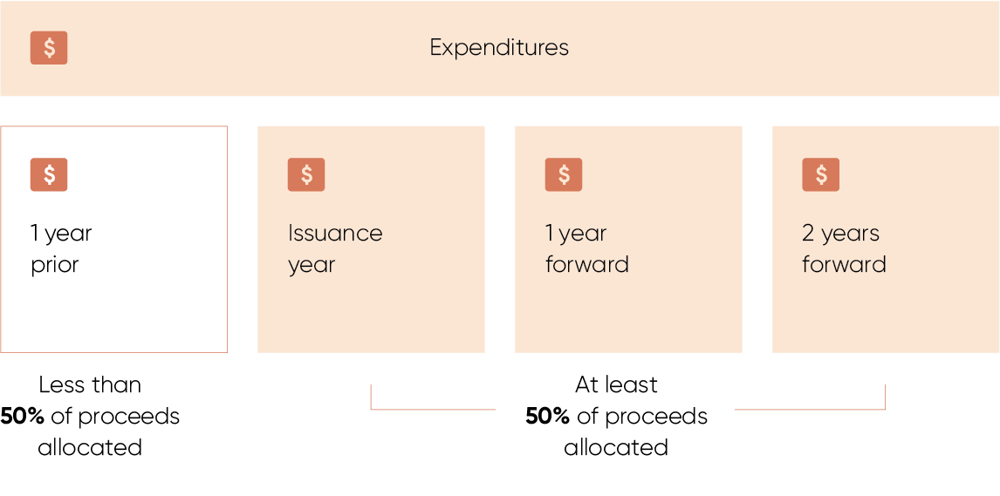 $
Expenditures
$
1 year
prior
$
Issuance
year
$
1 year
forward
$
2 years
forward
Less than
50% of proceeds
allocated
At least
50% of proceeds
allocated